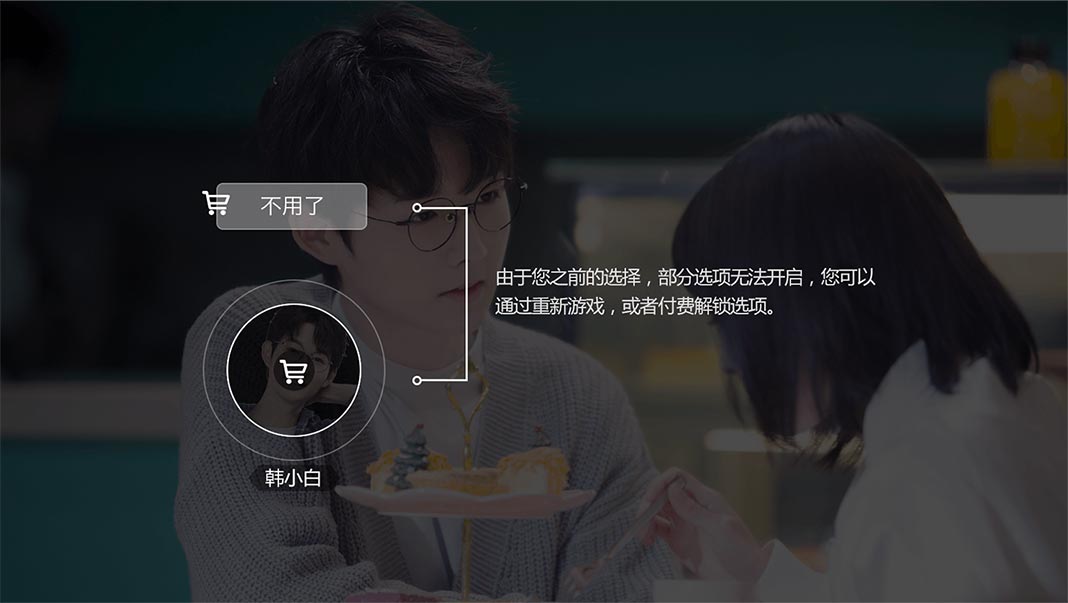 不用了
由于您之前的选择，部分选项无法开启，您可以
通过重新游戏，或者付费解锁选项。
韩小白